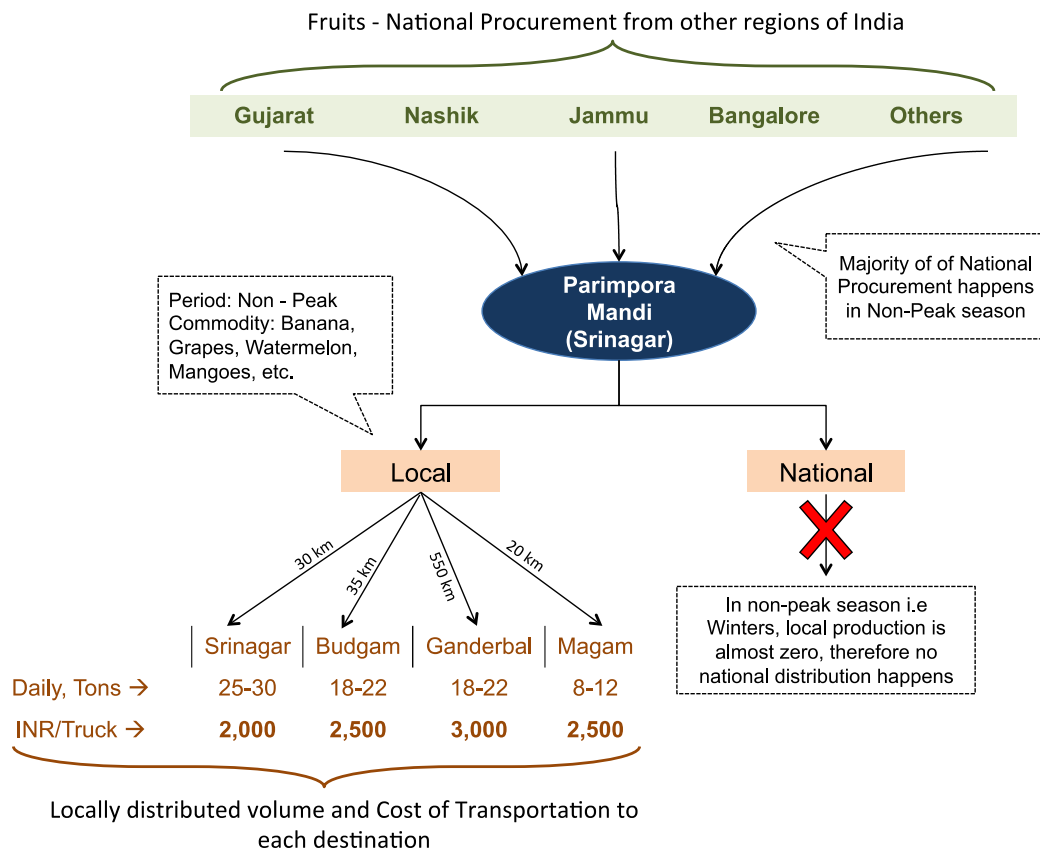 Fruits - National Procurement from other regions of India
Gujarat Nashik Jammu Bangalore Others
Parimpora
Mandi
(Srinagar)
Majority of of National
Procurement happens
in Non-Peak season
Period: Non - Peak
Commodity: Banana,
Grapes, Watermelon,
Mangoes, etc.
Local
National
30 km
35 km
550 km
20 km
In non-peak season i.e
Winters, local production is
almost zero, therefore no
national distribution happens
Srinagar Budgam Ganderbal Magam
Daily, Tons → 25-30 18-22 18-22 8-12
INR/Truck → 2,000 2,500 3,000 2,500
Locally distributed volume and Cost of Transportation to
each destination